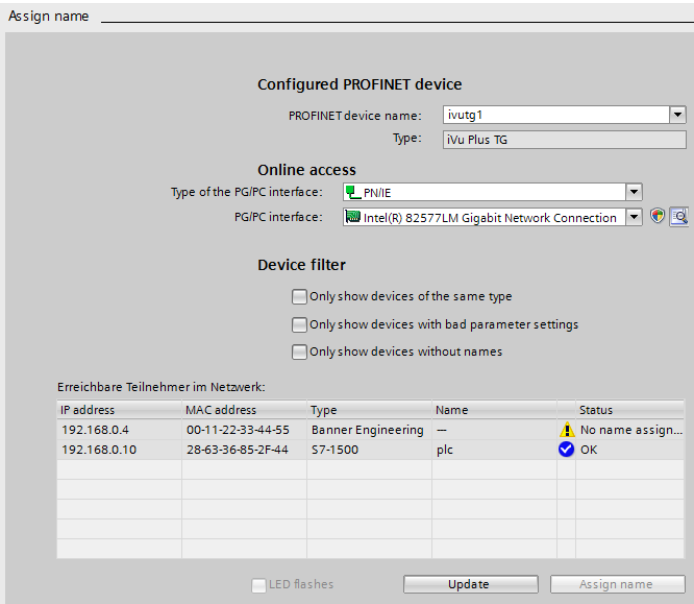 Assign name
Configured PROFINET device
PROFINET device name: ivutg1
Type: iVu Plus TG
Online access
Type of the PG/PC interface: PN/IE
PG/PC interface: Intel(R) 82577LM Gigabit Network Connection
Device filter
Only show devices of the same type
Only show devices with bad parameter settings
Only show devices without names
Erreichbare Teilnehmer im Netzwerk:
IP address MAC address Type Name Status
192.168.0.4 00-11-22-33-44-55 Banner Engineering --- No name assign...
192.168.0.10 28-63-36-85-2F-44 S7-1500 plc OK
LED flashes Update Assign name